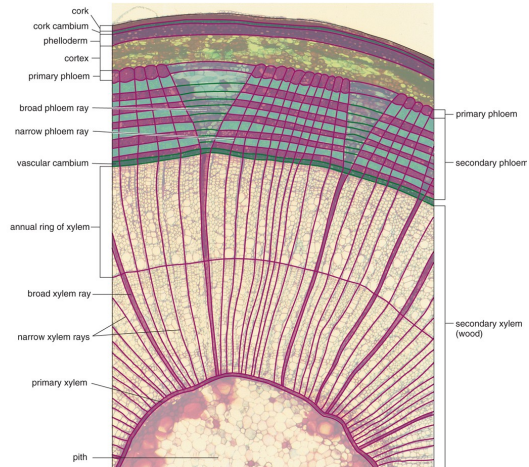 cork
cork cambium
phelloderm
cortex
primary phloem
broad phloem ray
narrow phloem ray
vascular cambium
annual ring of xylem
broad xylem ray
narrow xylem rays
primary xylem
pith
primary phloem
secondary phloem
secondary xylem
(wood)